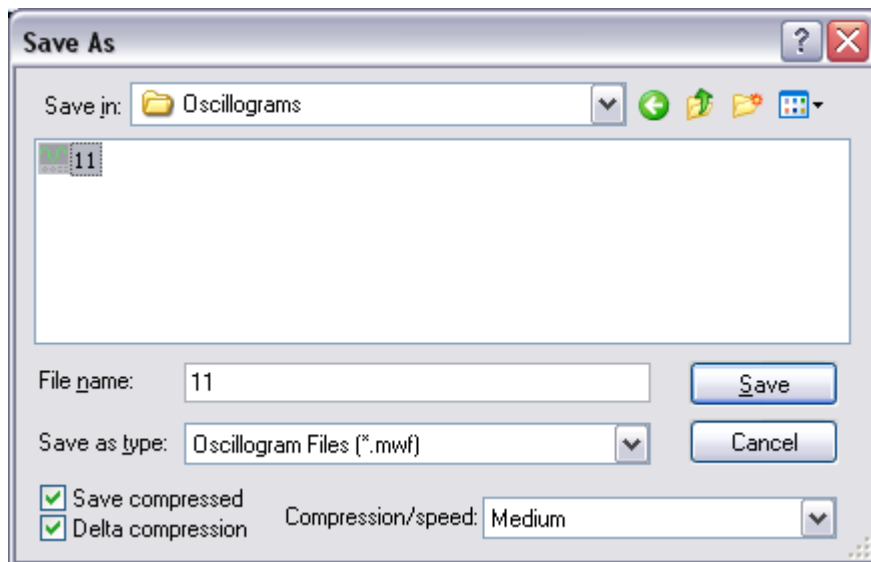 Save As
Save in: Oscillograms
11
File name: 11
Save
Save as type: Oscillogram Files (*.mwf)
Cancel
Save compressed
Delta compression
Compression/speed: Medium